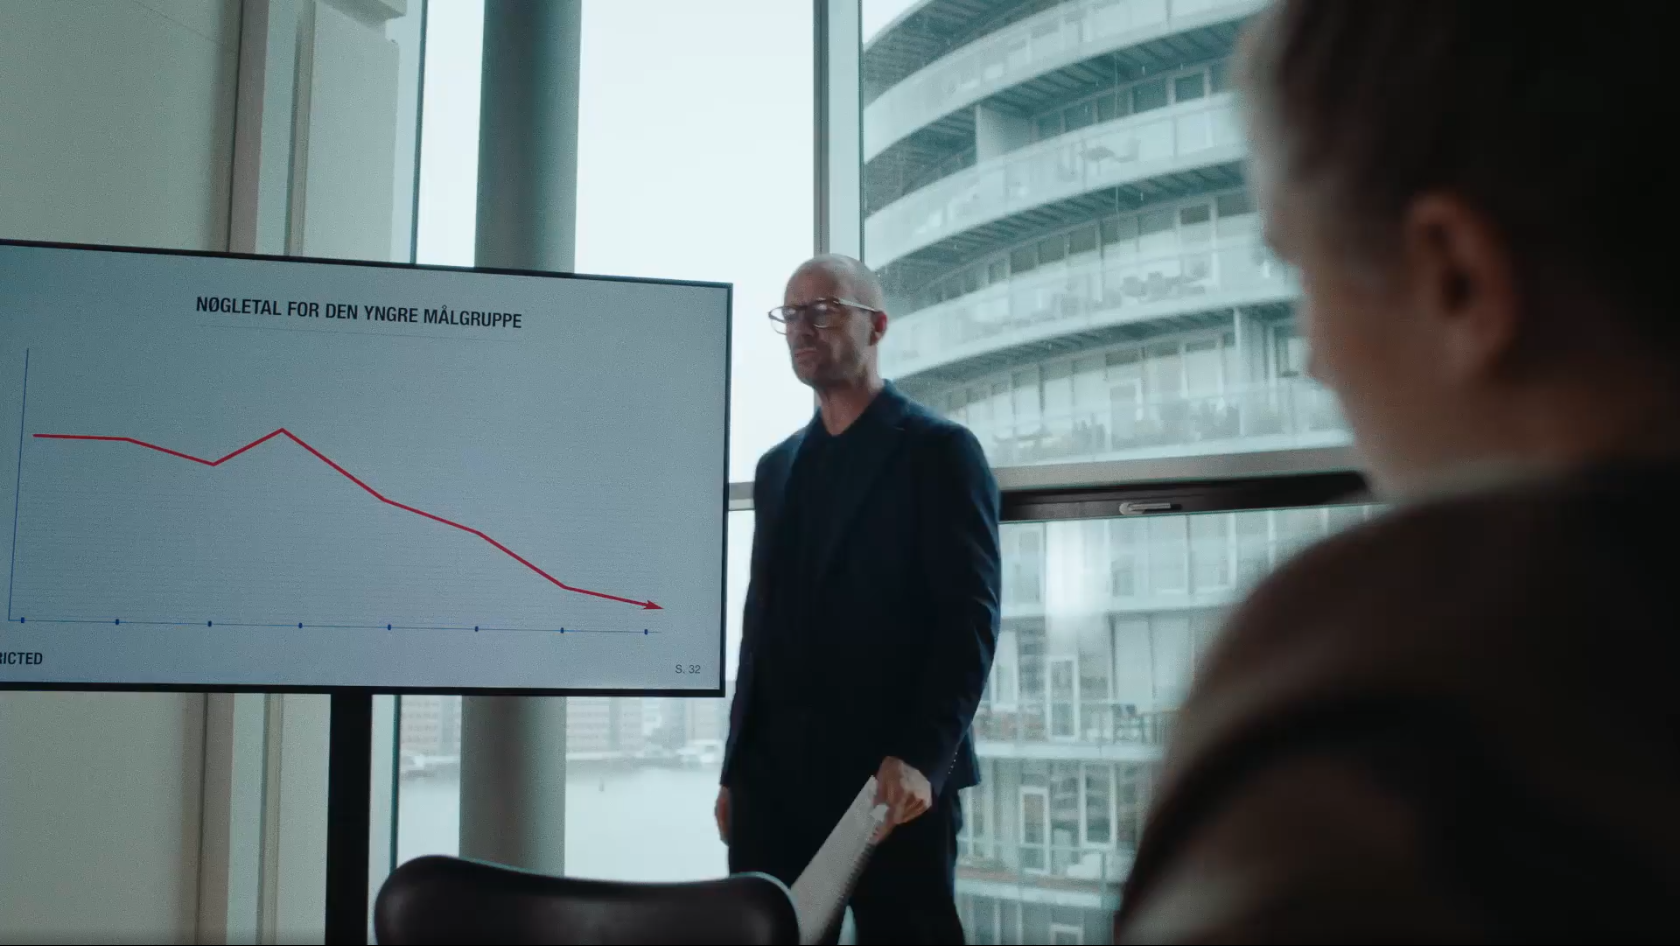 NØGLETAL FOR DEN YNGRE MÅLGRUPPE
RICTED
S. 32